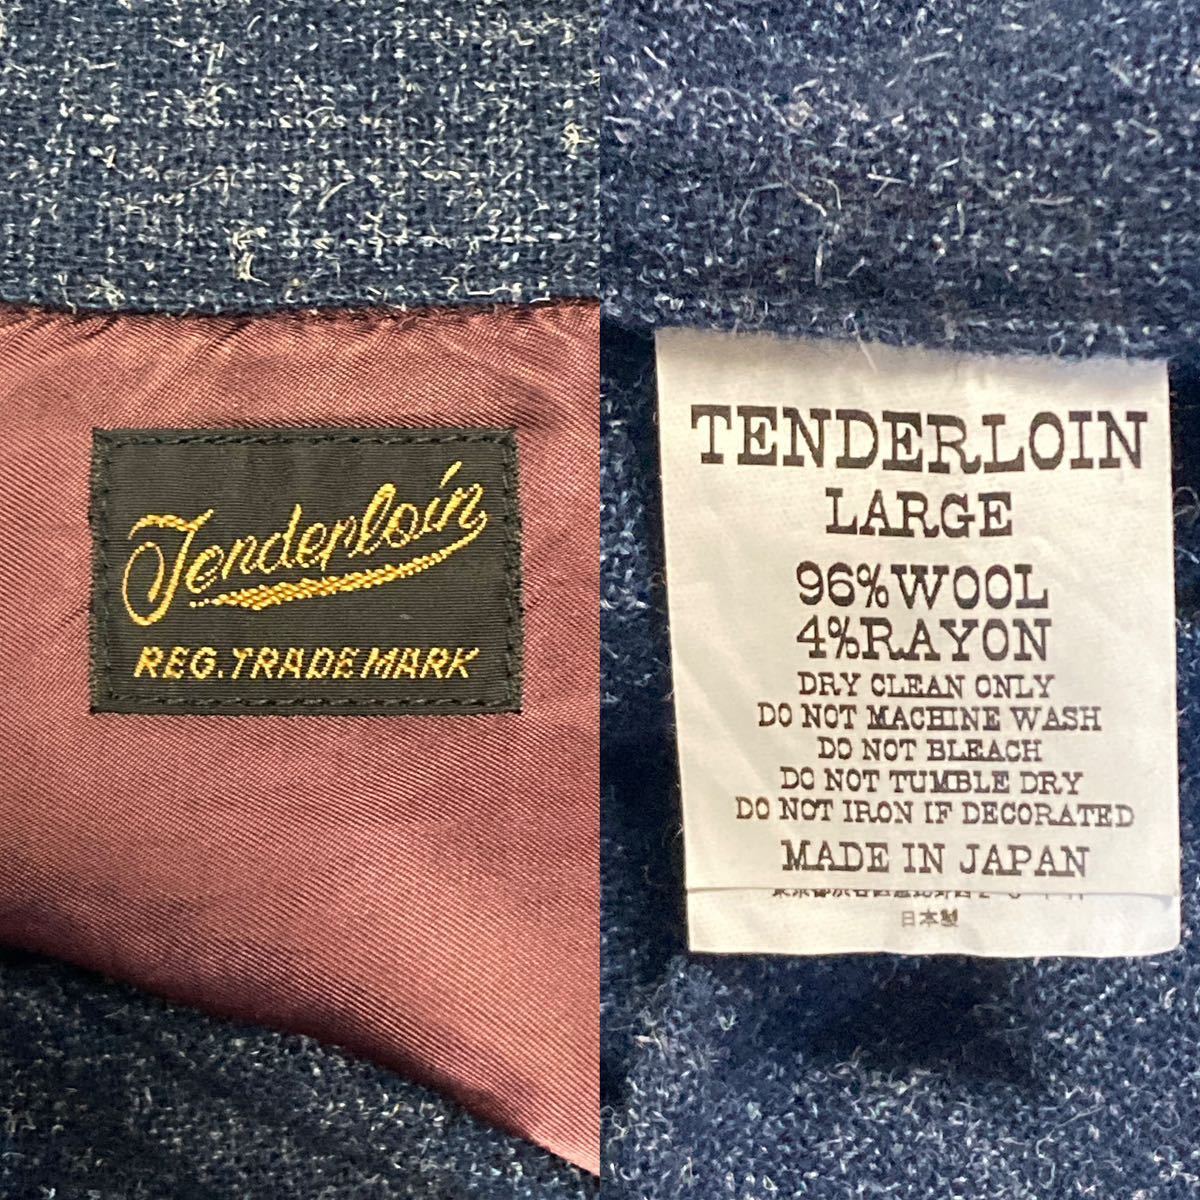 Tenderloin
REG. TRADE MARK
TENDERLOIN
LARGE
96% WOOL
4% RAYON
DRY CLEAN ONLY
DO NOT MACHINE WASH
DO NOT BLEACH
DO NOT TUMBLE DRY
DO NOT IRON IF DECORATED
MADE IN JAPAN
日本製